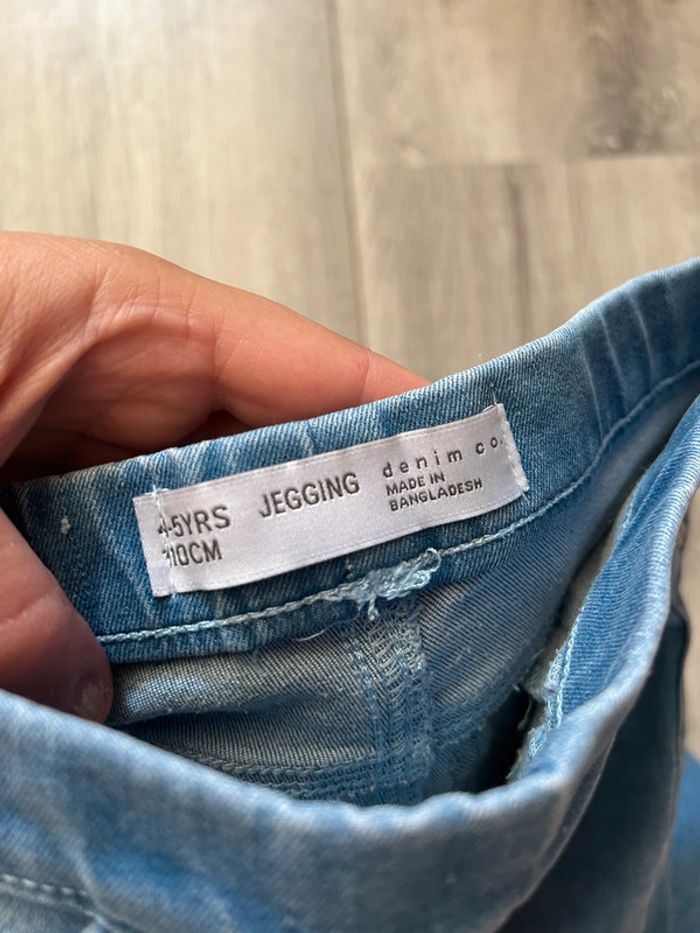 4-5YRS JEGGING denim co.
110CM MADE IN
BANGLADESH